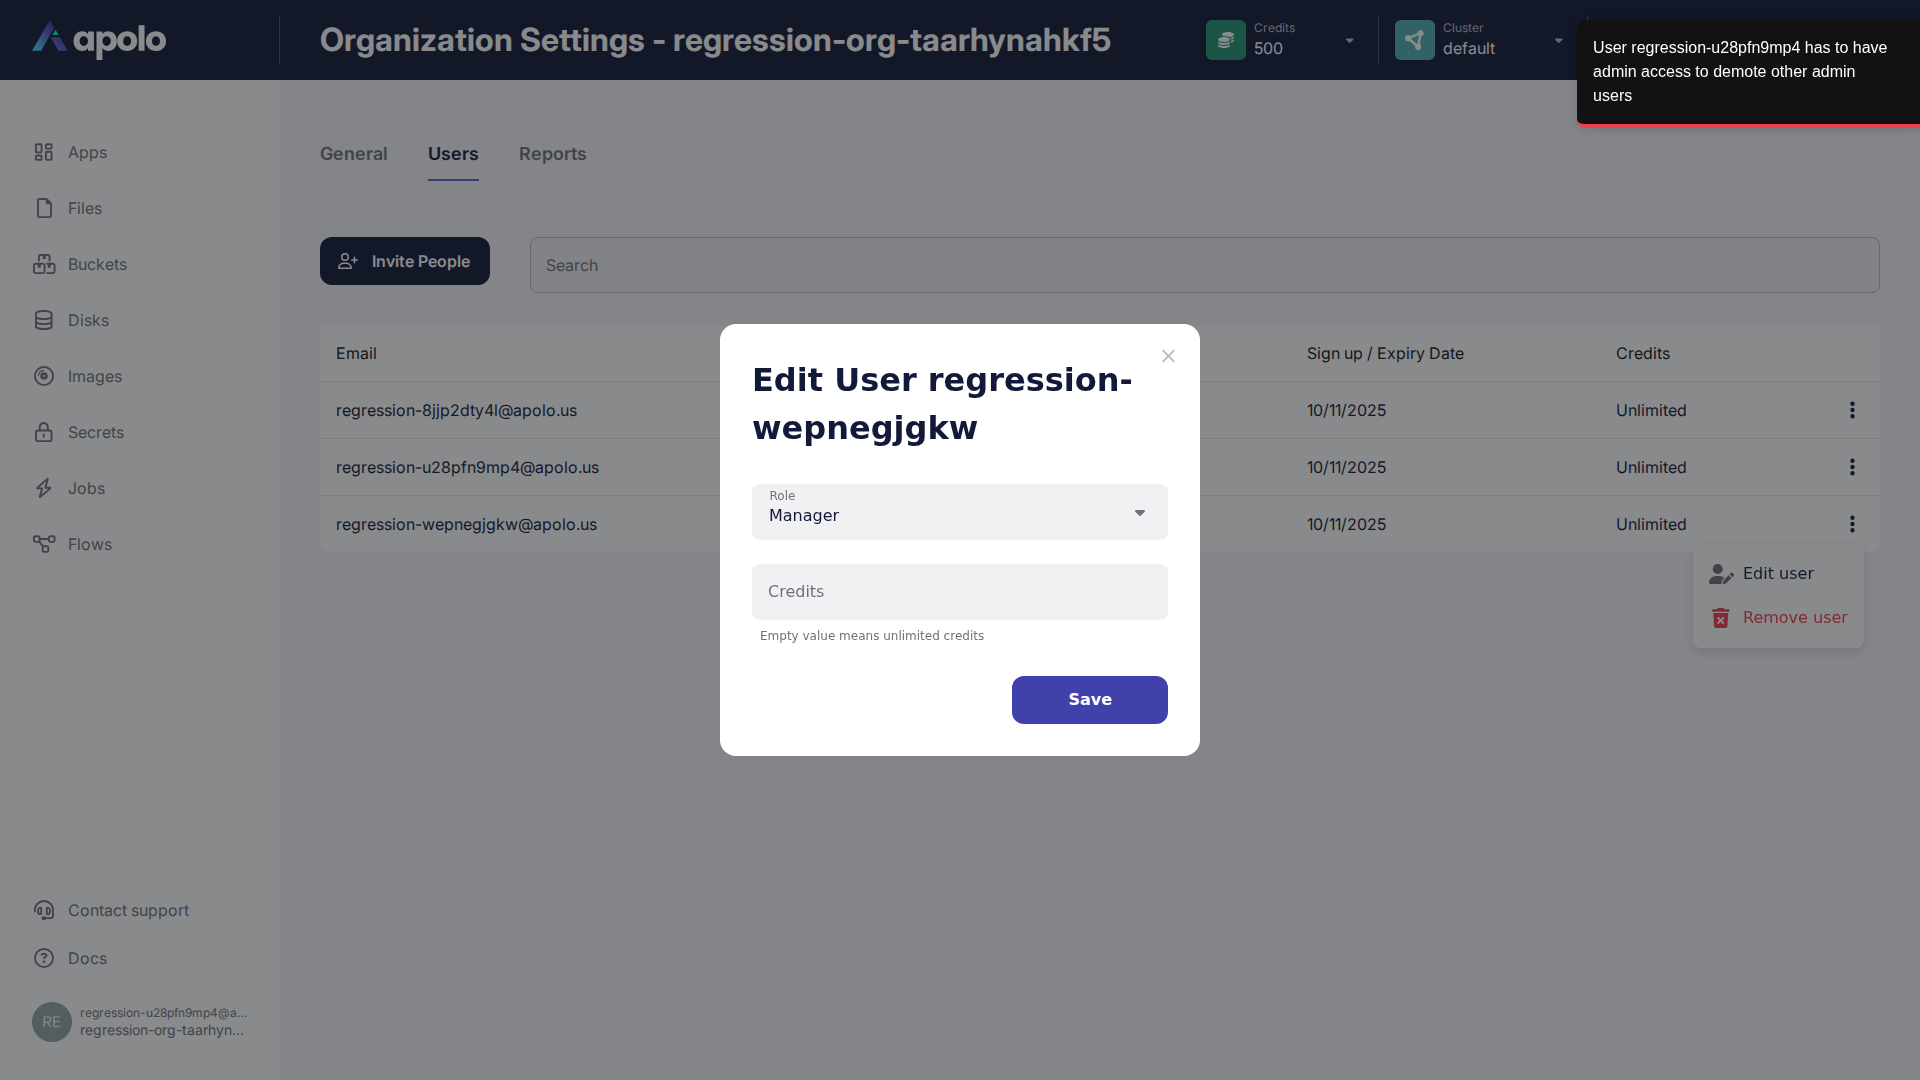 apolo
Organization Settings - regression-org-taarhynahkf5
Credits
500
Cluster
default
User regression-u28pfn9mp4 has to have
admin access to demote other admin
users
Apps
Files
Buckets
Disks
Images
Secrets
Jobs
Flows
General
Users
Reports
Invite People
Search
Email
Sign up / Expiry Date
Credits
regression-8jjp2dty4l@apolo.us
10/11/2025
Unlimited
regression-u28pfn9mp4@apolo.us
10/11/2025
Unlimited
regression-wepnegjgkw@apolo.us
10/11/2025
Unlimited
Edit user
Remove user
Edit User regression-
wepnegjgkw
Role
Manager
Credits
Empty value means unlimited credits
Save
Contact support
Docs
RE
regression-u28pfn9mp4@a...
regression-org-taarhyn...